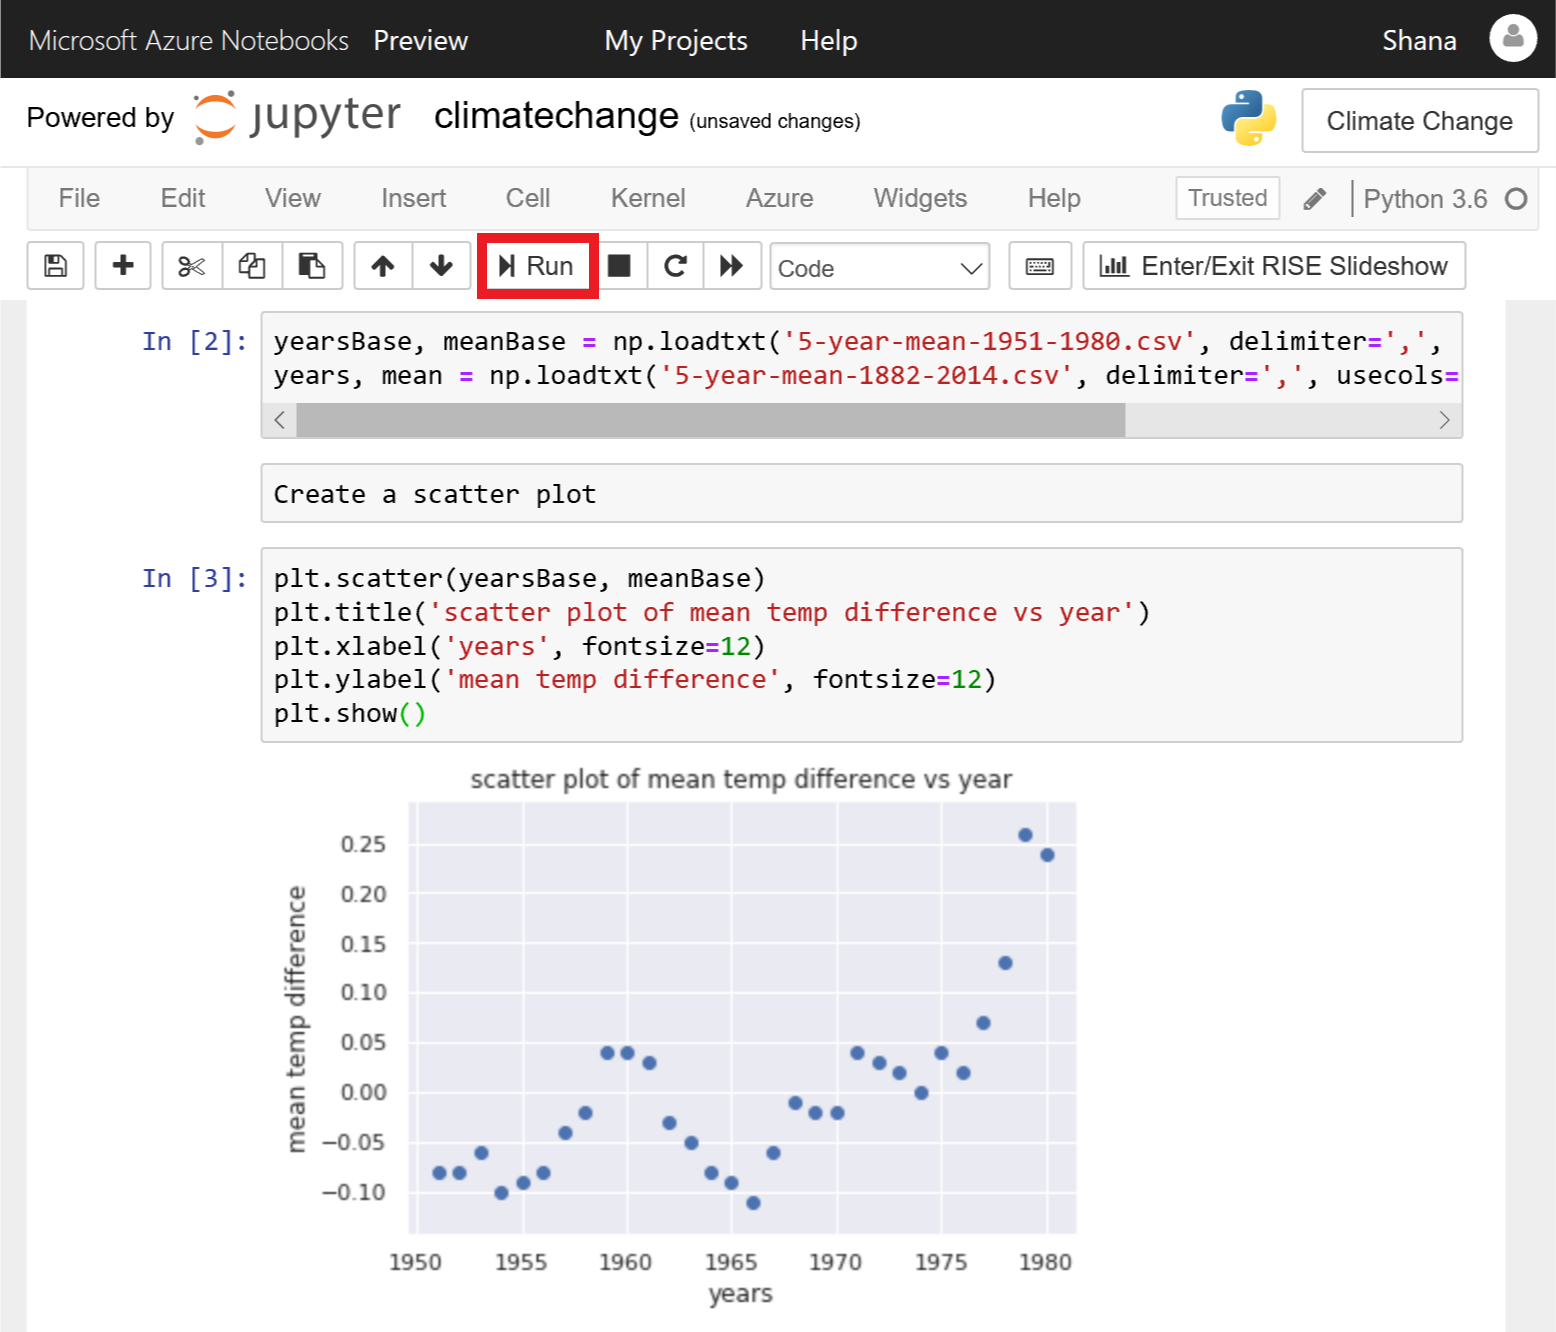 Microsoft Azure Notebooks Preview My Projects Help Shana
Powered by jupyter climatechange (unsaved changes) Climate Change
File Edit View Insert Cell Kernel Azure Widgets Help Trusted Python 3.6
Run Code Enter/Exit RISE Slideshow
In [2]: yearsBase, meanBase = np.loadtxt('5-year-mean-1951-1980.csv', delimiter=',',
years, mean = np.loadtxt('5-year-mean-1882-2014.csv', delimiter=',', usecols=
Create a scatter plot
In [3]: plt.scatter(yearsBase, meanBase)
plt.title('scatter plot of mean temp difference vs year')
plt.xlabel('years', fontsize=12)
plt.ylabel('mean temp difference', fontsize=12)
plt.show()
scatter plot of mean temp difference vs year
mean temp difference
0.25
0.20
0.15
0.10
0.05
0.00
−0.05
−0.10
1950 1955 1960 1965 1970 1975 1980
years